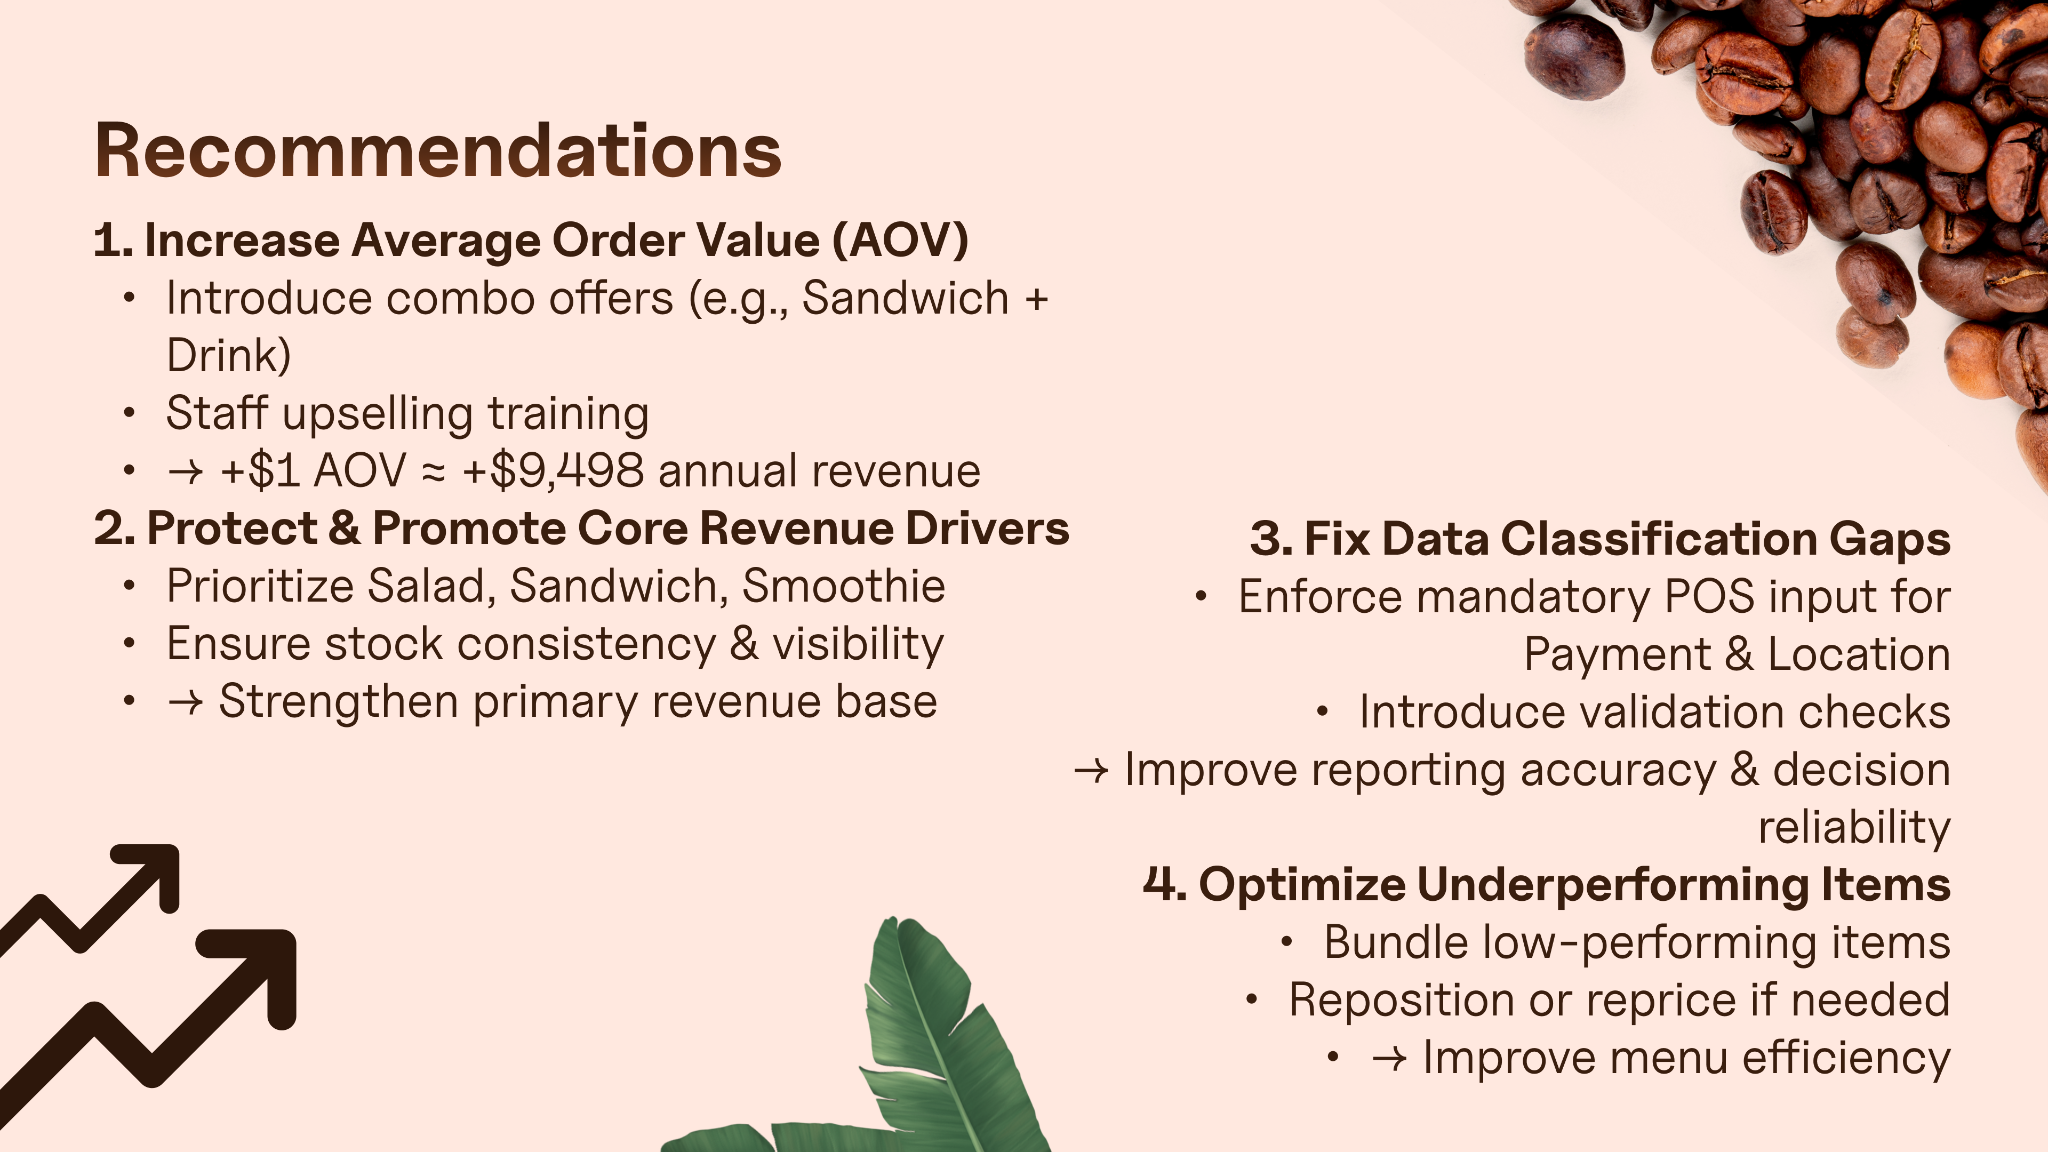 Recommendations
1. Increase Average Order Value (AOV)
• Introduce combo offers (e.g., Sandwich +
Drink)
• Staff upselling training
• → +$1 AOV ≈ +$9,498 annual revenue
2. Protect & Promote Core Revenue Drivers
• Prioritize Salad, Sandwich, Smoothie
• Ensure stock consistency & visibility
• → Strengthen primary revenue base
3. Fix Data Classification Gaps
• Enforce mandatory POS input for
Payment & Location
• Introduce validation checks
→ Improve reporting accuracy & decision
reliability
4. Optimize Underperforming Items
• Bundle low-performing items
• Reposition or reprice if needed
• → Improve menu efficiency